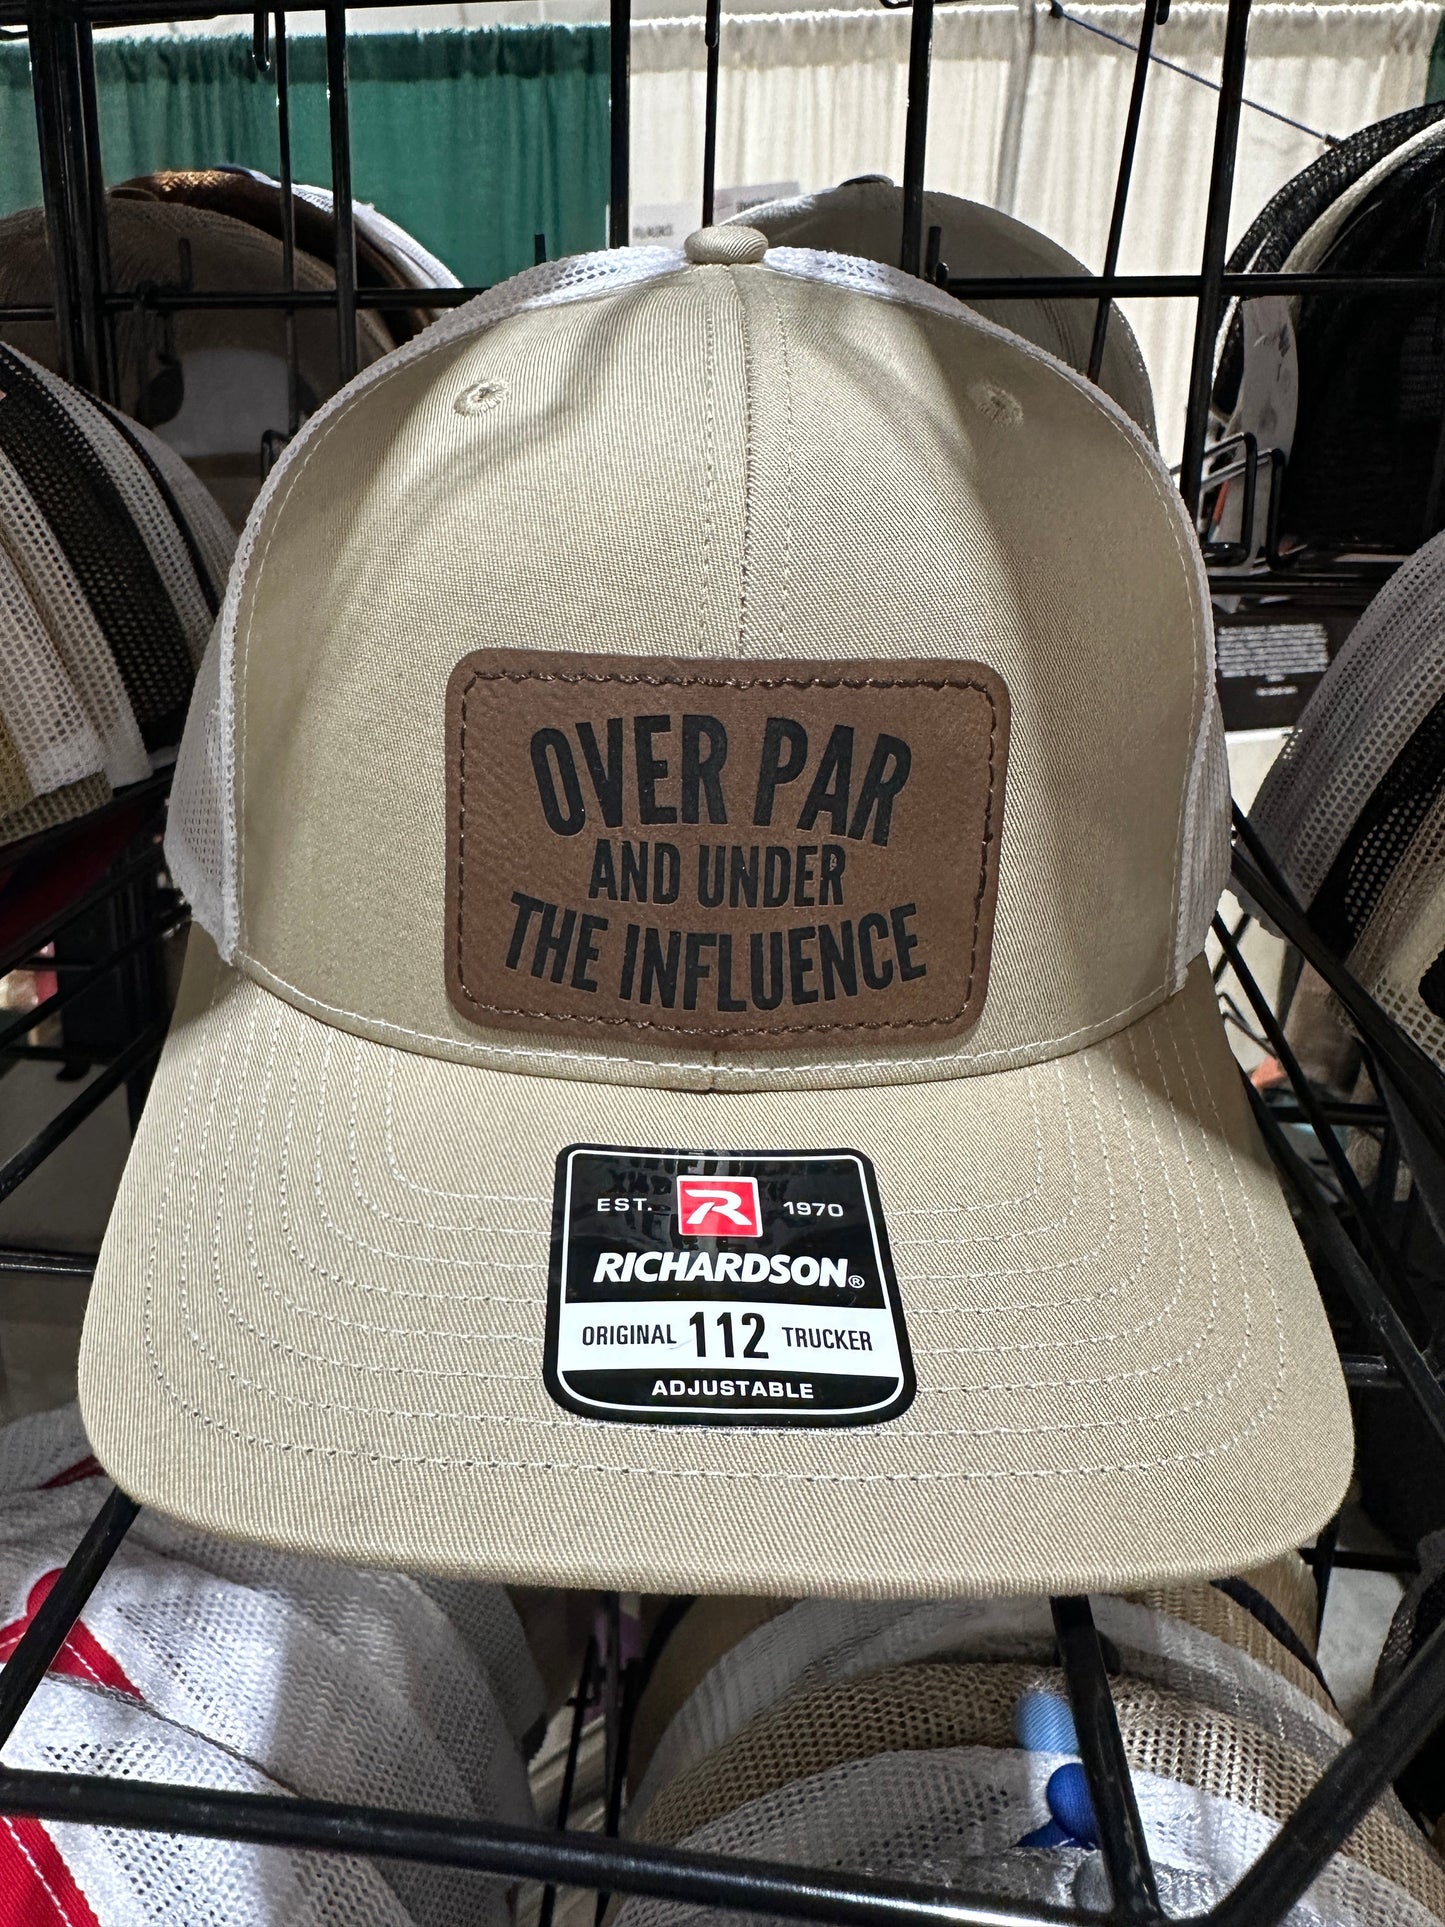 OVER PAR
AND UNDER
THE INFLUENCE
EST. R 1970
RICHARDSON®
ORIGINAL 112 TRUCKER
ADJUSTABLE